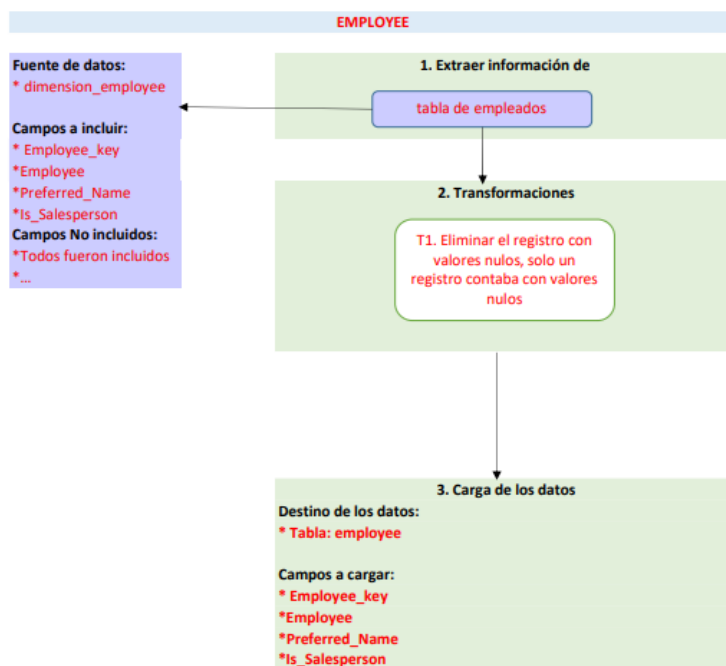 EMPLOYEE
Fuente de datos:
* dimension_employee
Campos a incluir:
* Employee_key
*Employee
*Preferred_Name
*Is_Salesperson
Campos No incluidos:
*Todos fueron incluidos
*...
1. Extraer información de
tabla de empleados
2. Transformaciones
T1. Eliminar el registro con
valores nulos, solo un
registro contaba con valores
nulos
3. Carga de los datos
Destino de los datos:
* Tabla: employee
Campos a cargar:
* Employee_key
*Employee
*Preferred_Name
*Is_Salesperson